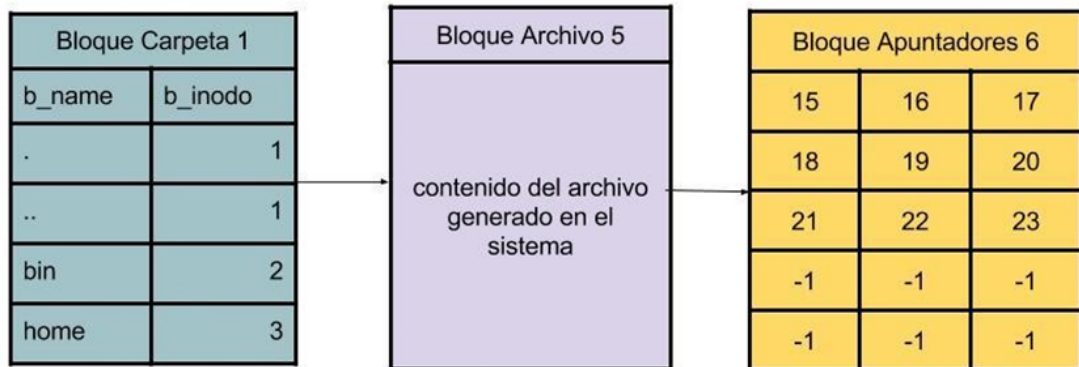 Bloque Carpeta 1
b_name b_inodo
. 1
.. 1
bin 2
home 3
Bloque Archivo 5
contenido del archivo
generado en el
sistema
Bloque Apuntadores 6
15 16 17
18 19 20
21 22 23
-1 -1 -1
-1 -1 -1